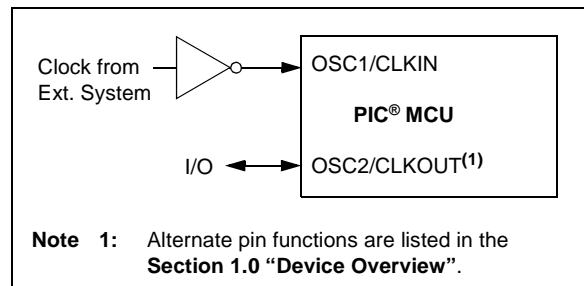 Clock from
Ext. System
OSC1/CLKIN
PIC® MCU
I/O
OSC2/CLKOUT(1)
Note 1: Alternate pin functions are listed in the
Section 1.0 “Device Overview”.